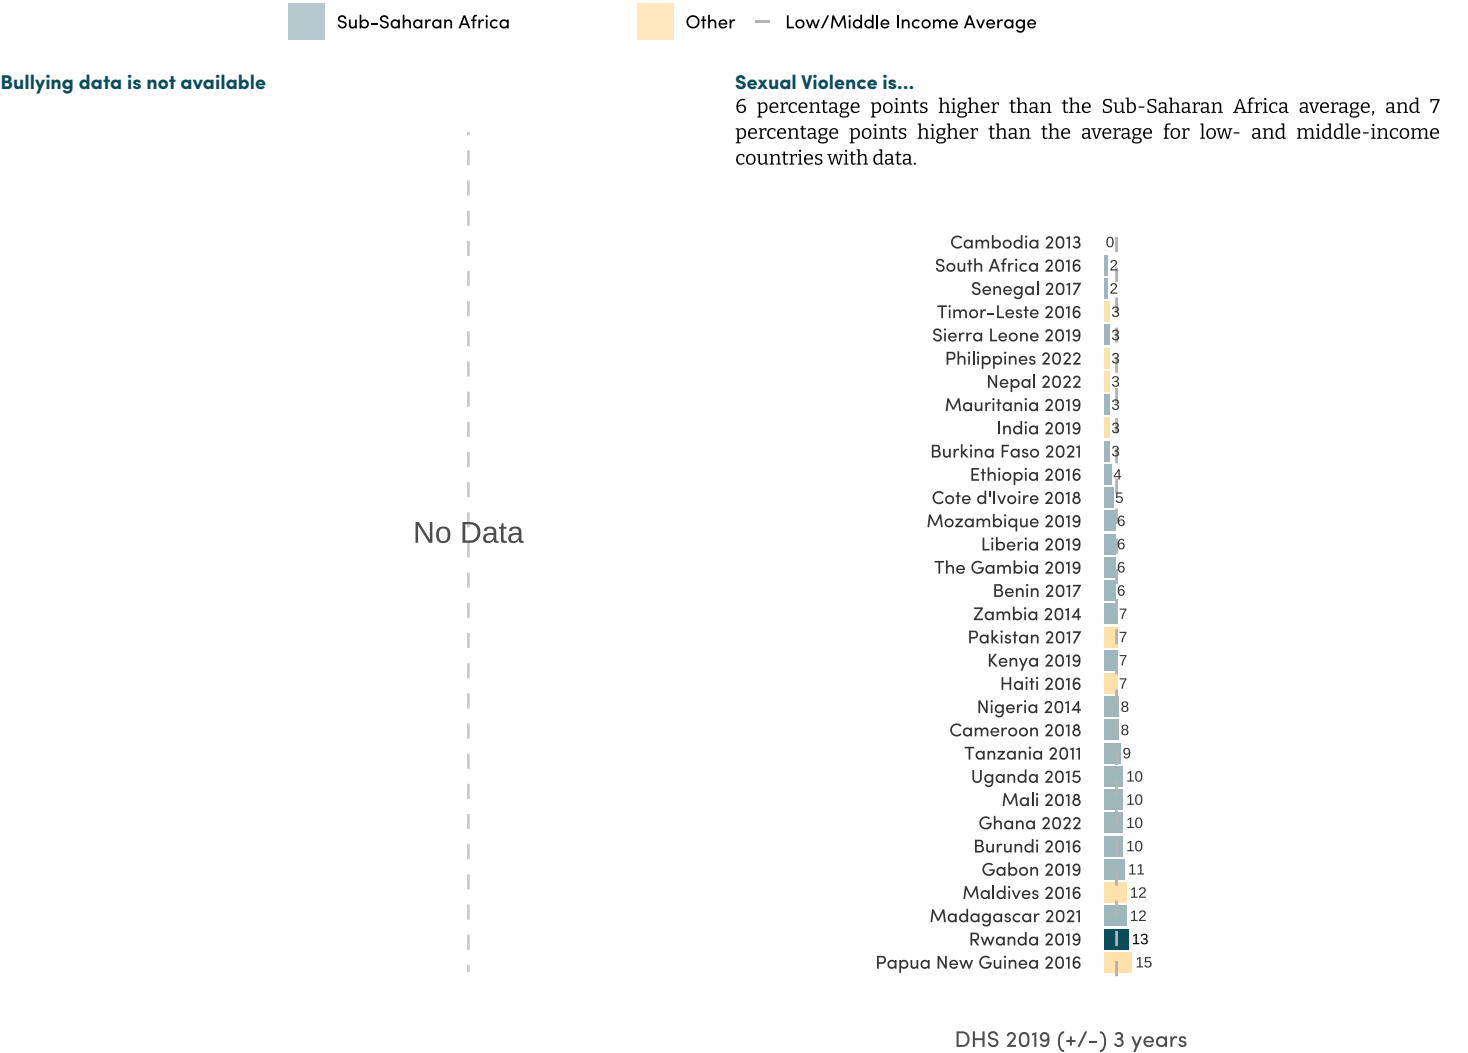 Sub-Saharan Africa
Other
Low/Middle Income Average
Bullying data is not available
No Data
Sexual Violence is...
6 percentage points higher than the Sub-Saharan Africa average, and 7
percentage points higher than the average for low- and middle-income
countries with data.
Cambodia 2013 0
South Africa 2016 2
Senegal 2017 2
Timor-Leste 2016 3
Sierra Leone 2019 3
Philippines 2022 3
Nepal 2022 3
Mauritania 2019 3
India 2019 3
Burkina Faso 2021 3
Ethiopia 2016 4
Cote d'Ivoire 2018 5
Mozambique 2019 6
Liberia 2019 6
The Gambia 2019 6
Benin 2017 6
Zambia 2014 7
Pakistan 2017 7
Kenya 2019 7
Haiti 2016 7
Nigeria 2014 8
Cameroon 2018 8
Tanzania 2011 9
Uganda 2015 10
Mali 2018 10
Ghana 2022 10
Burundi 2016 10
Gabon 2019 11
Maldives 2016 12
Madagascar 2021 12
Rwanda 2019 13
Papua New Guinea 2016 15
DHS 2019 (+/-) 3 years